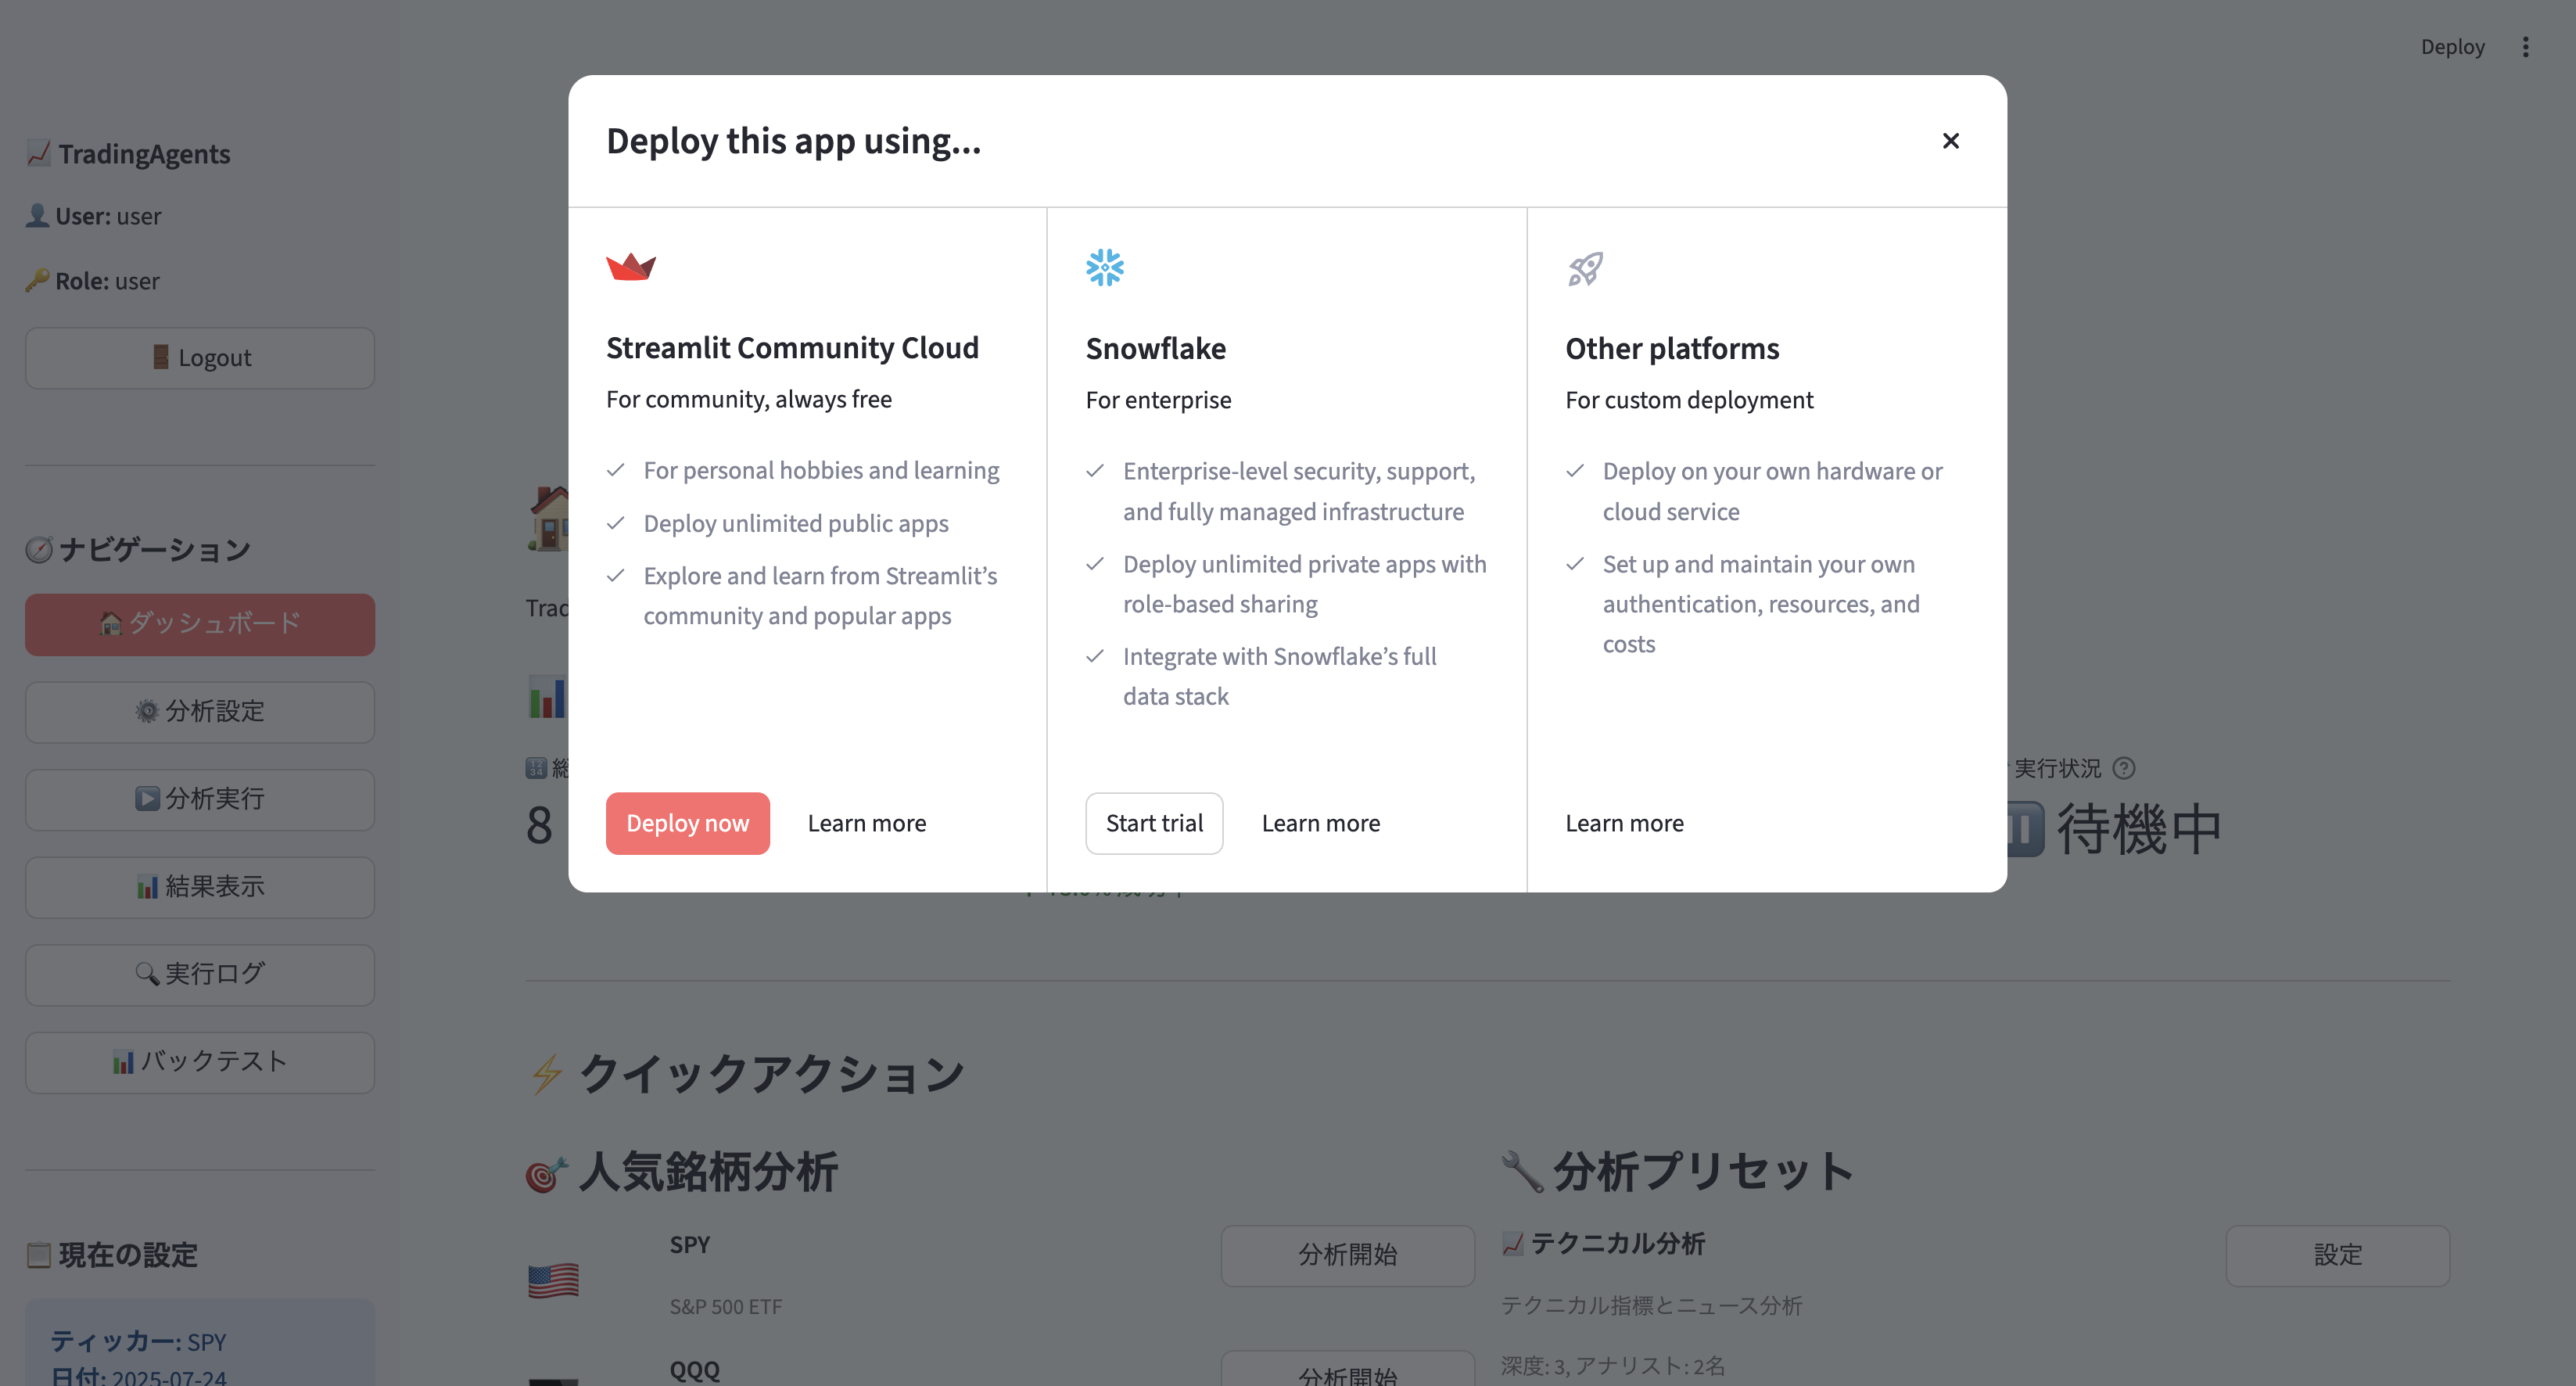 Deploy
TradingAgents
User: user
Role: user
Logout
ナビゲーション
ダッシュボード
分析設定
分析実行
結果表示
実行ログ
バックテスト
現在の設定
ティッカー: SPY
日付: 2025-07-24
Deploy this app using...
Streamlit Community Cloud
For community, always free
For personal hobbies and learning
Deploy unlimited public apps
Explore and learn from Streamlit’s
community and popular apps
Deploy now
Learn more
Snowflake
For enterprise
Enterprise-level security, support,
and fully managed infrastructure
Deploy unlimited private apps with
role-based sharing
Integrate with Snowflake’s full
data stack
Start trial
Learn more
Other platforms
For custom deployment
Deploy on your own hardware or
cloud service
Set up and maintain your own
authentication, resources, and
costs
Learn more
8
実行状況
待機中
クイックアクション
人気銘柄分析
SPY
S&P 500 ETF
分析開始
QQQ
分析開始
分析プリセット
テクニカル分析
設定
テクニカル指標とニュース分析
深度: 3, アナリスト: 2名